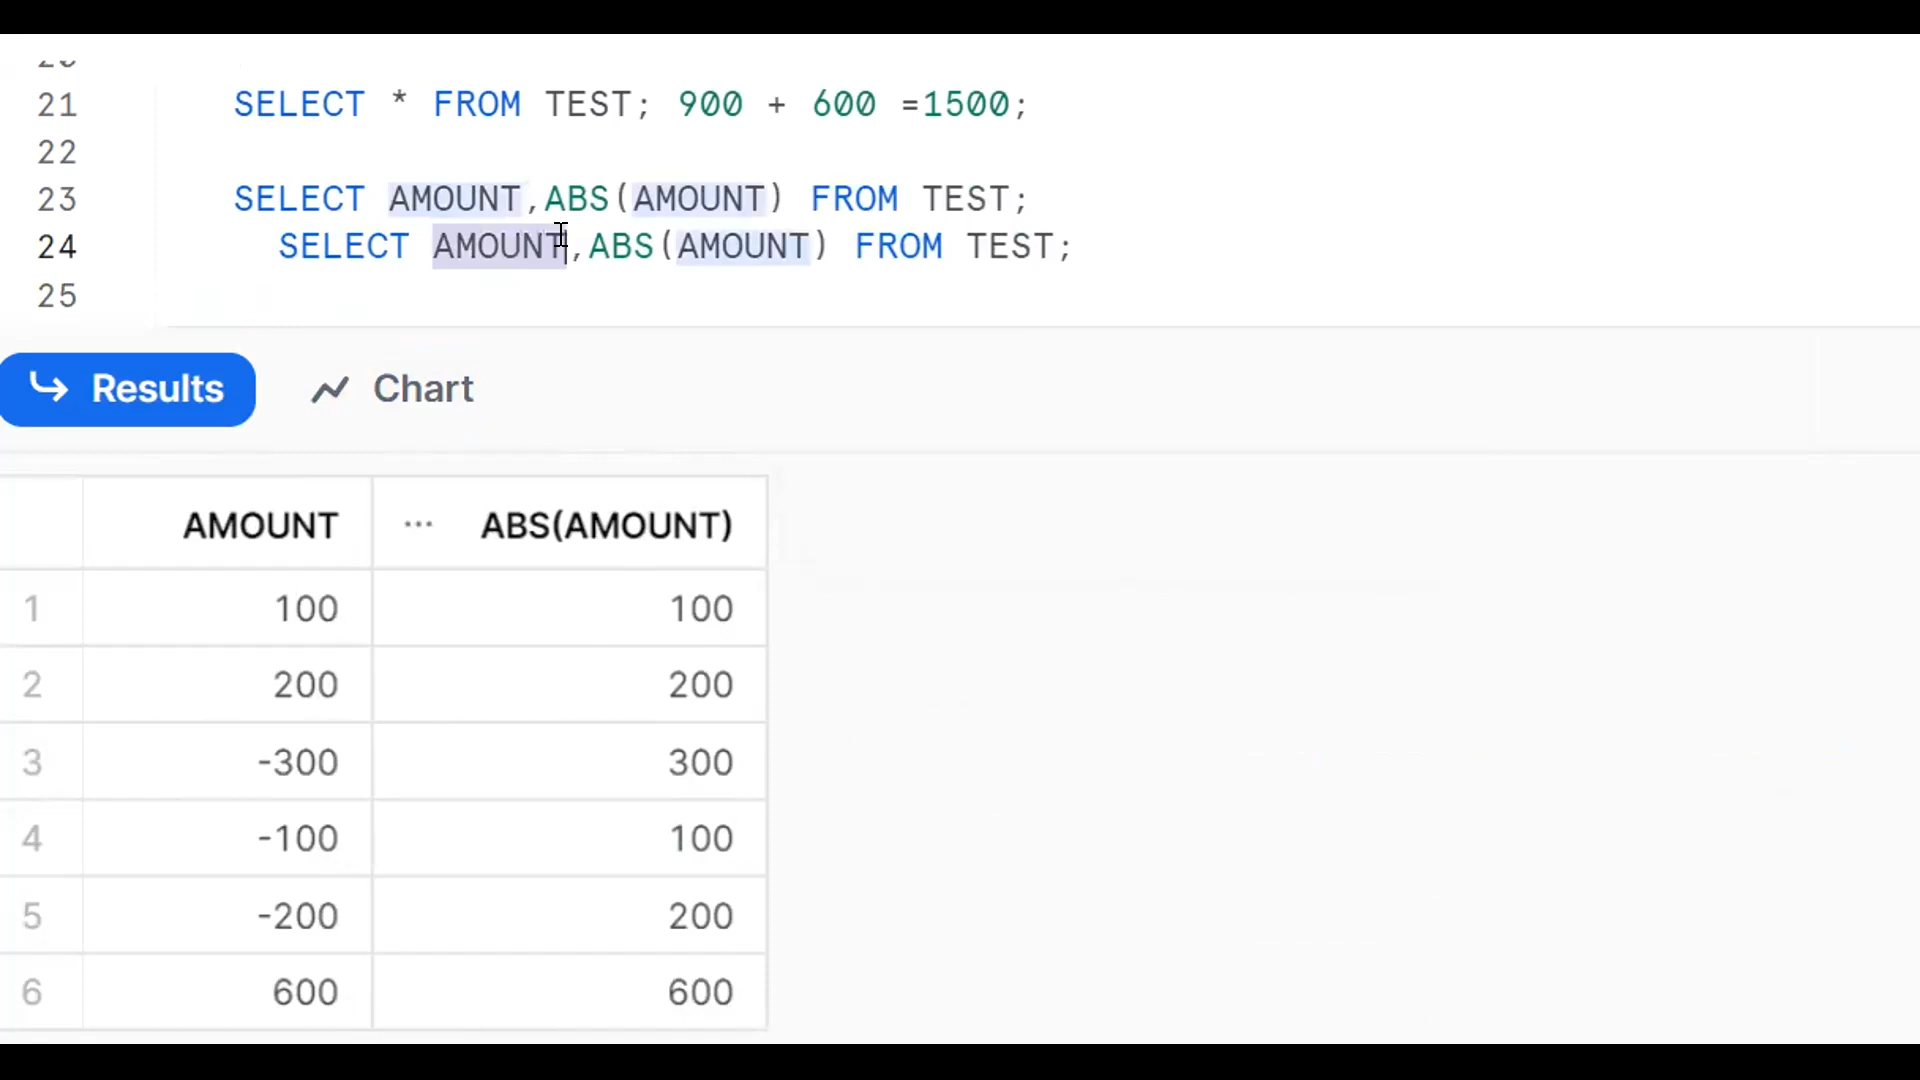 21 SELECT * FROM TEST; 900 + 600 =1500;
22
23 SELECT AMOUNT,ABS(AMOUNT) FROM TEST;
24 SELECT AMOUNT,ABS(AMOUNT) FROM TEST;
25
Results Chart
AMOUNT ... ABS(AMOUNT)
1 100 100
2 200 200
3 -300 300
4 -100 100
5 -200 200
6 600 600